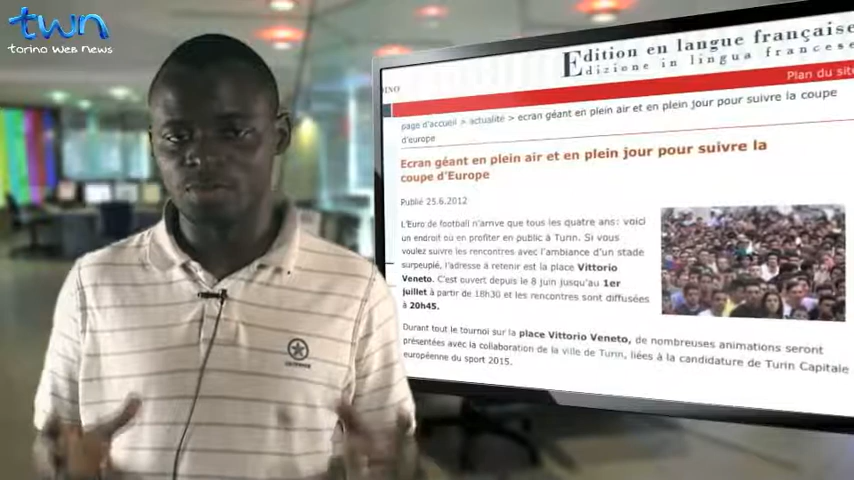 twn
Torino Web News
Edition en langue française
Edizione in lingua francese
Plan du site
page d'accueil > actualité > ecran géant en plein air et en plein jour pour suivre la coupe
d'europe
Ecran géant en plein air et en plein jour pour suivre la
coupe d'Europe
Publié 25.6.2012
L'Euro de football n'arrive que tous les quatre ans: voici
un endroit où en profiter en public à Turin. Si vous
voulez suivre les rencontres avec l'ambiance d'un stade
surpeuplé, l'adresse à retenir est la place Vittorio
Veneto. C'est ouvert depuis le 8 juin jusqu'au 1er
juillet à partir de 18h30 et les rencontres sont diffusées
à 20h45.
Durant tout le tournoi sur la place Vittorio Veneto, de nombreuses animations seront
présentées avec la collaboration de la ville de Turin, liées à la candidature de Turin Capitale
européenne du sport 2015.